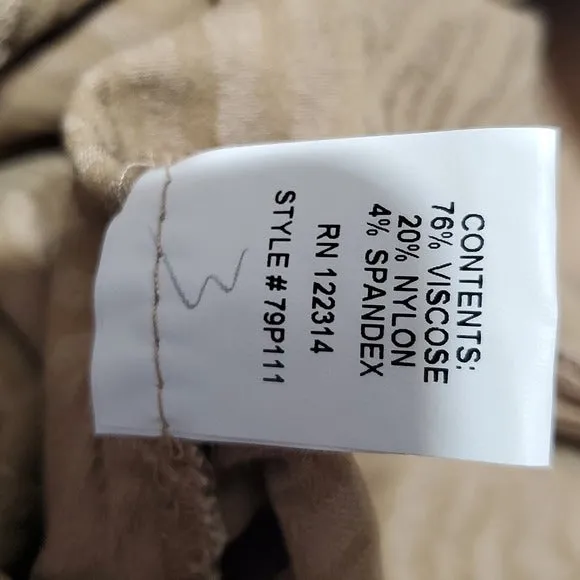 CONTENTS:
76% VISCOSE
20% NYLON
4% SPANDEX
RN 122314
STYLE # 79P111